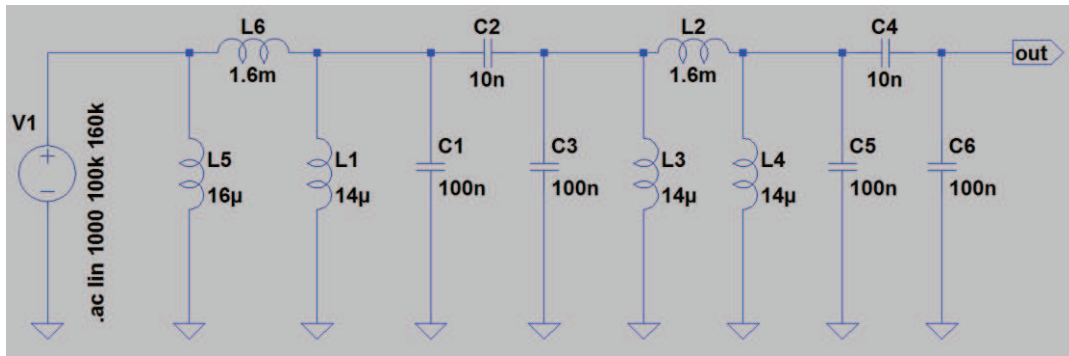 L6
C2
L2
C4
1.6m
10n
1.6m
10n
out
V1
.ac lin 1000 100k 160k
L5
L1
C1
C3
L3
L4
C5
C6
16µ
14µ
100n
100n
14µ
14µ
100n
100n